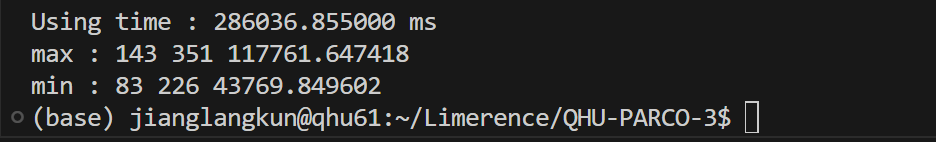 Using time : 286036.855000 ms
max : 143 351 117761.647418
min : 83 226 43769.849602
(base) jianglangkun@qhu61:~/Limerence/QHU-PARCO-3$